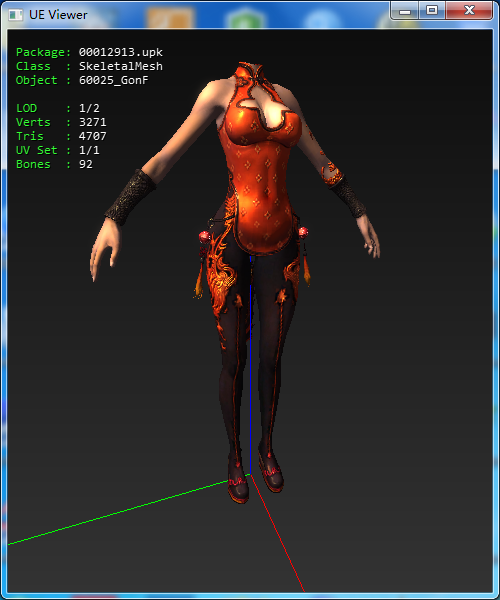 UE Viewer
Package: 00012913.upk
Class  : SkeletalMesh
Object : 60025_GonF
LOD    : 1/2
Verts  : 3271
Tris   : 4707
UV Set : 1/1
Bones  : 92